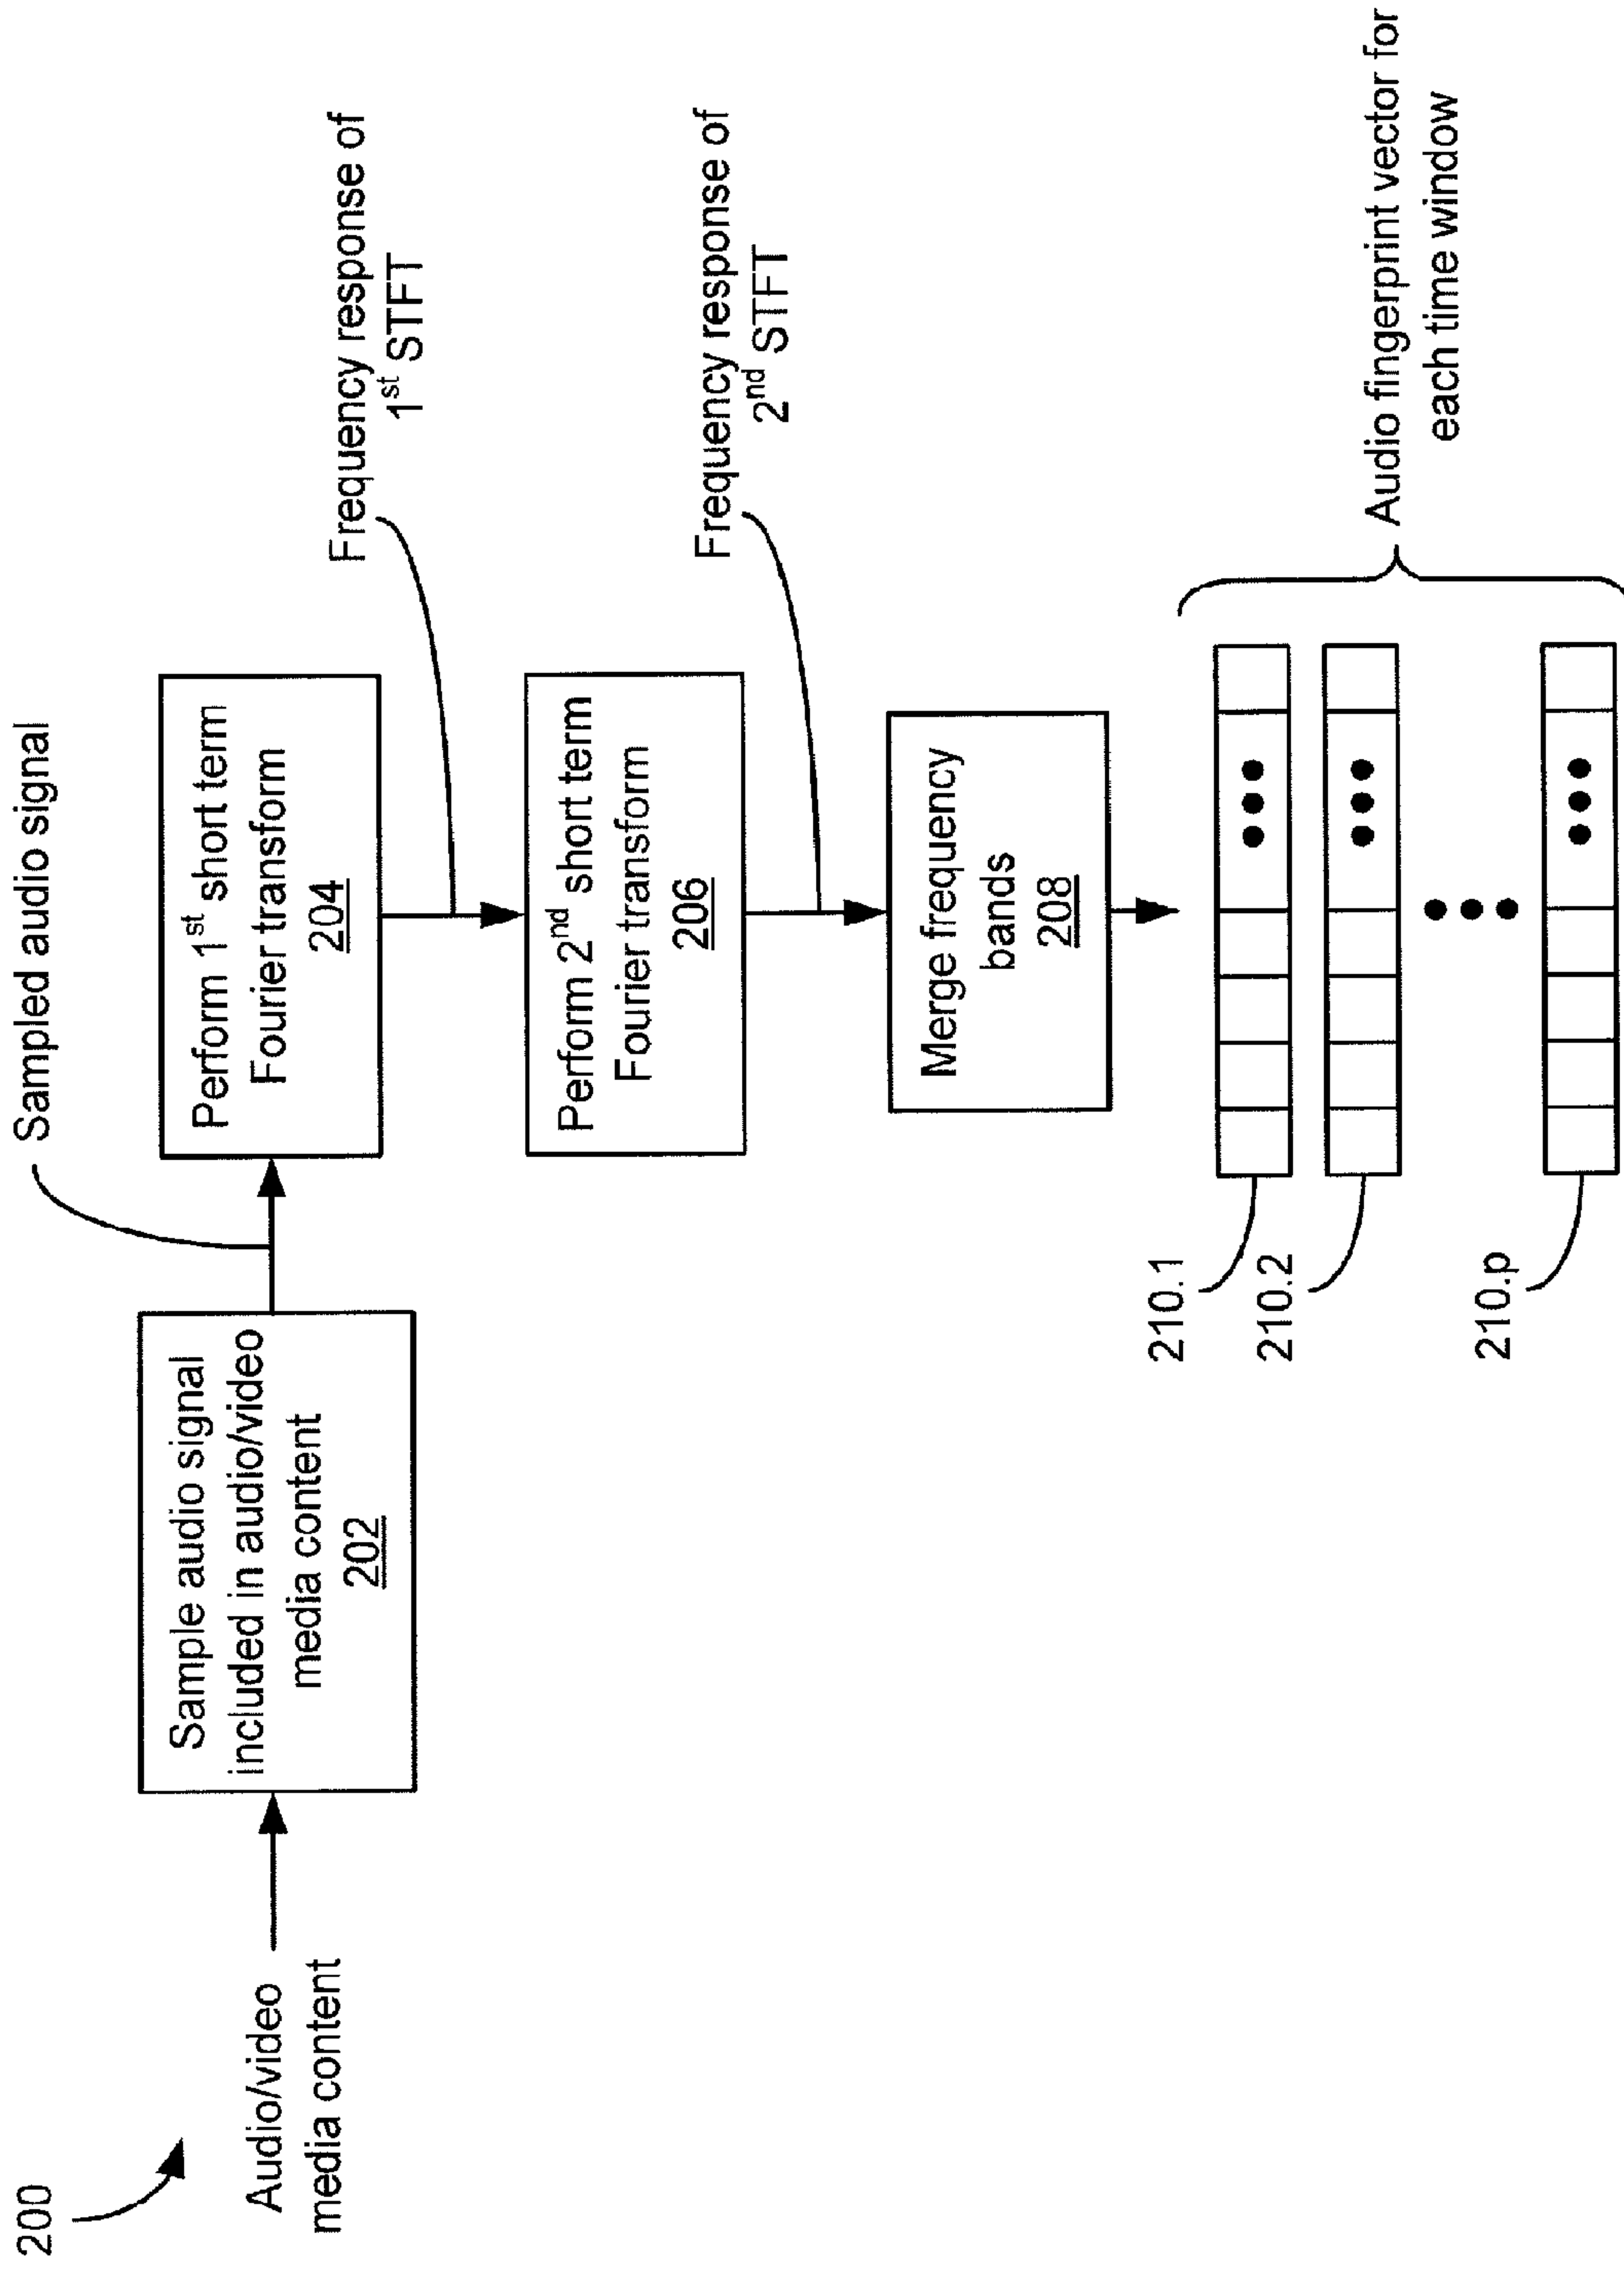 200
Audio/video
media content
Sample audio signal
included in audio/video
media content
202
Sampled audio signal
Perform 1st short term
Fourier transform
204
Frequency response of
1st STFT
Perform 2nd short term
Fourier transform
206
Frequency response of
2nd STFT
Merge frequency
bands
208
210.1
210.2
210.p
Audio fingerprint vector for
each time window